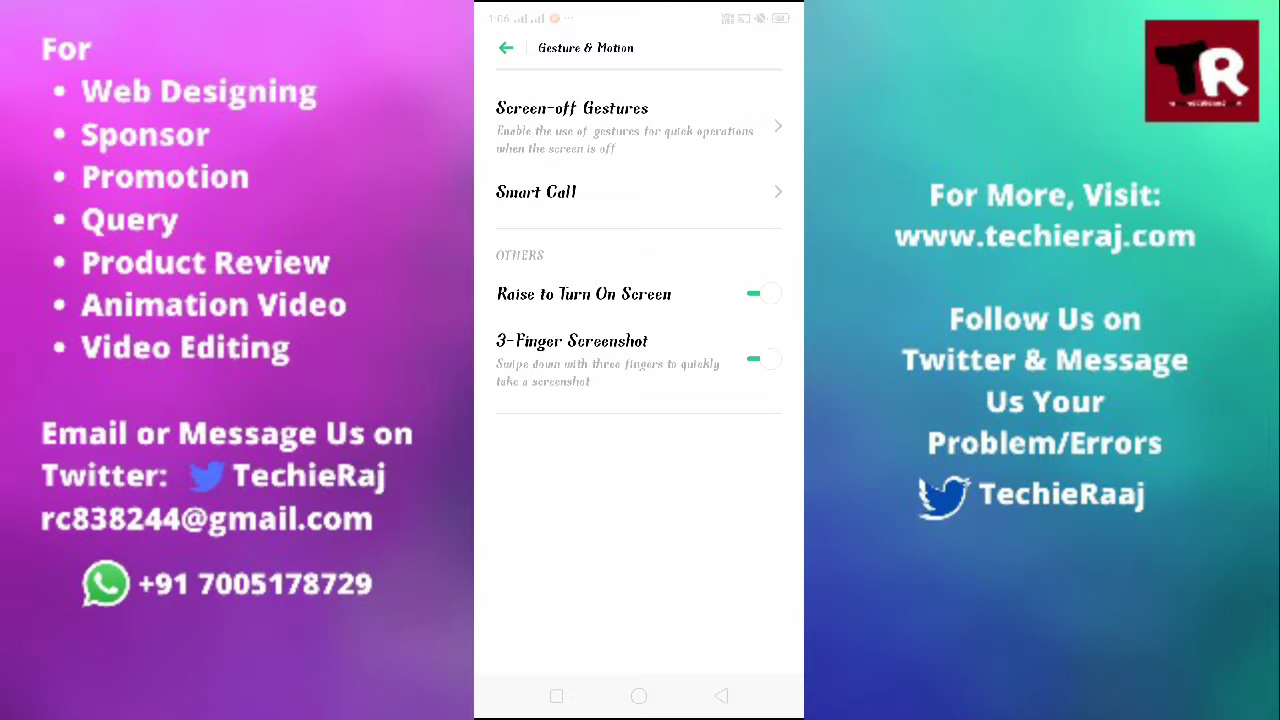 For
• Web Designing
• Sponsor
• Promotion
• Query
• Product Review
• Animation Video
• Video Editing
Email or Message Us on
Twitter: TechieRaj
rc838244@gmail.com
+91 7005178729
1:06
Gesture & Motion
Screen-off Gestures
Enable the use of gestures for quick operations
when the screen is off
Smart Call
OTHERS
Raise to Turn On Screen
3-Finger Screenshot
Swipe down with three fingers to quickly
take a screenshot
TR
For More, Visit:
www.techieraj.com
Follow Us on
Twitter & Message
Us Your
Problem/Errors
TechieRaaj